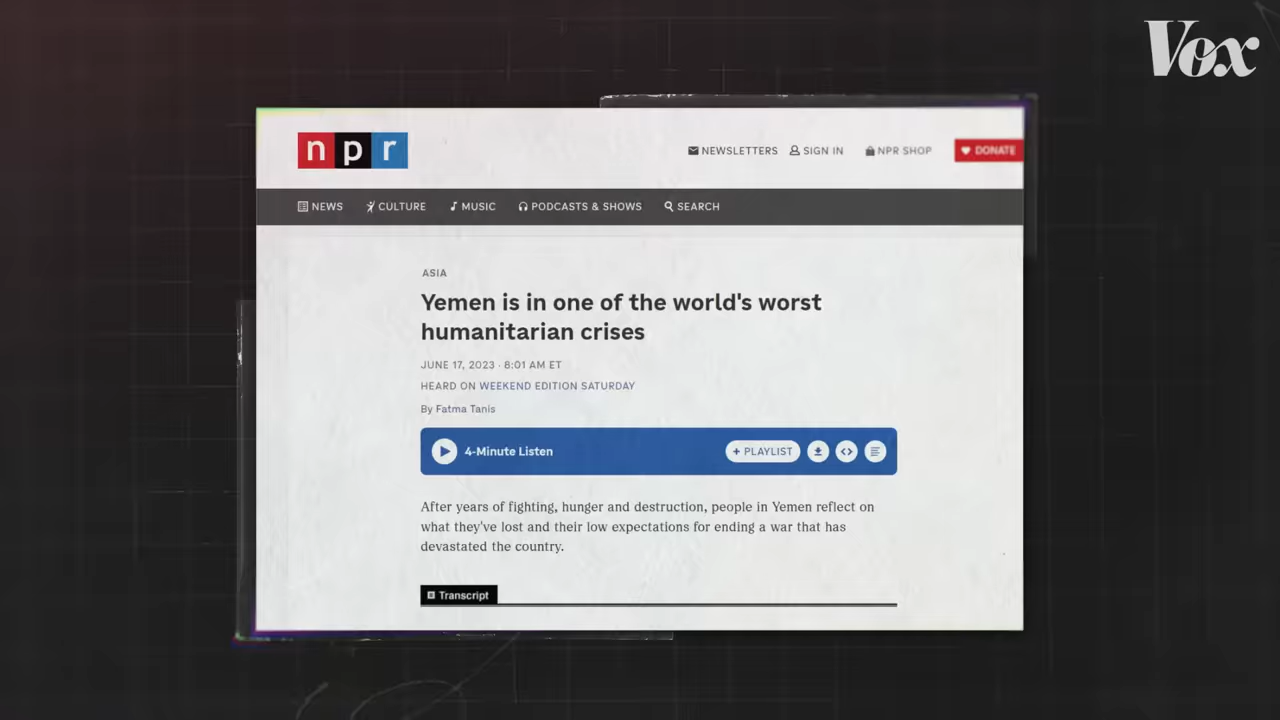 Vox
npr
NEWSLETTERS SIGN IN NPR SHOP DONATE
NEWS CULTURE MUSIC PODCASTS & SHOWS SEARCH
ASIA
Yemen is in one of the world's worst
humanitarian crises
JUNE 17, 2023 · 8:01 AM ET
HEARD ON WEEKEND EDITION SATURDAY
By Fatma Tanis
4-Minute Listen
+ PLAYLIST
After years of fighting, hunger and destruction, people in Yemen reflect on
what they've lost and their low expectations for ending a war that has
devastated the country.
Transcript